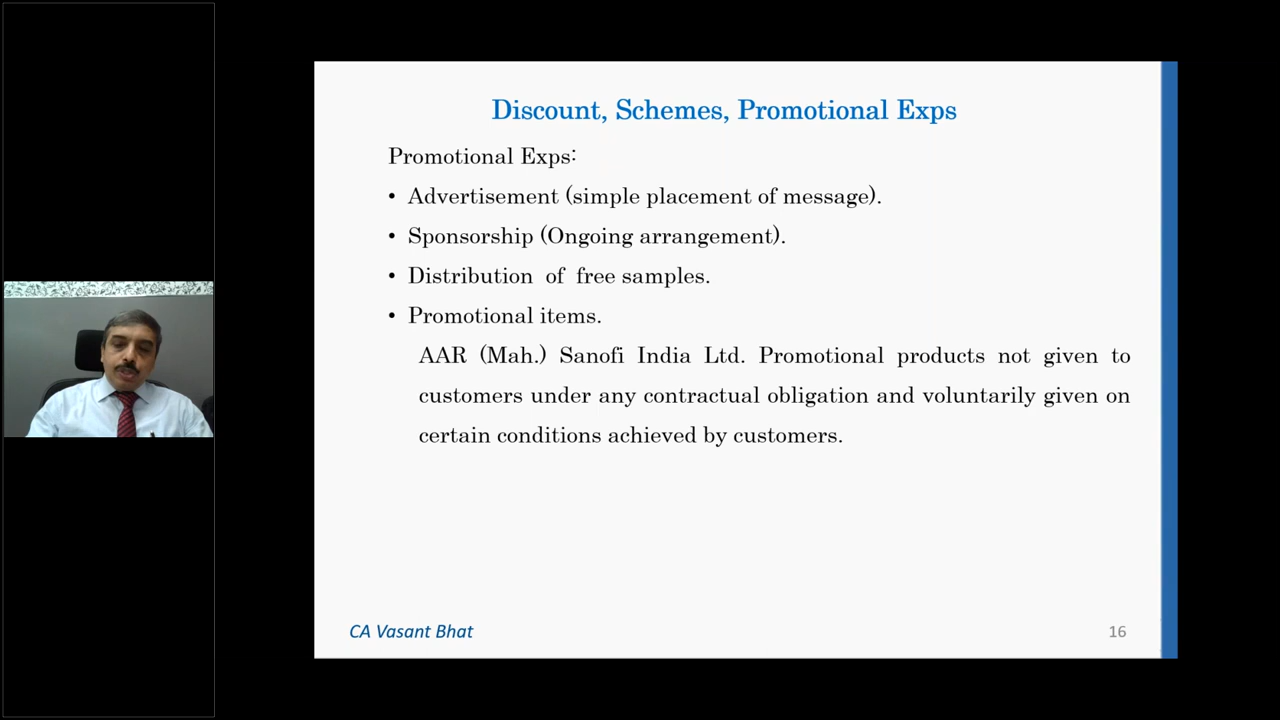 Discount, Schemes, Promotional Exps
Promotional Exps:
• Advertisement (simple placement of message).
• Sponsorship (Ongoing arrangement).
• Distribution of free samples.
• Promotional items.
AAR (Mah.) Sanofi India Ltd. Promotional products not given to
customers under any contractual obligation and voluntarily given on
certain conditions achieved by customers.
CA Vasant Bhat
16